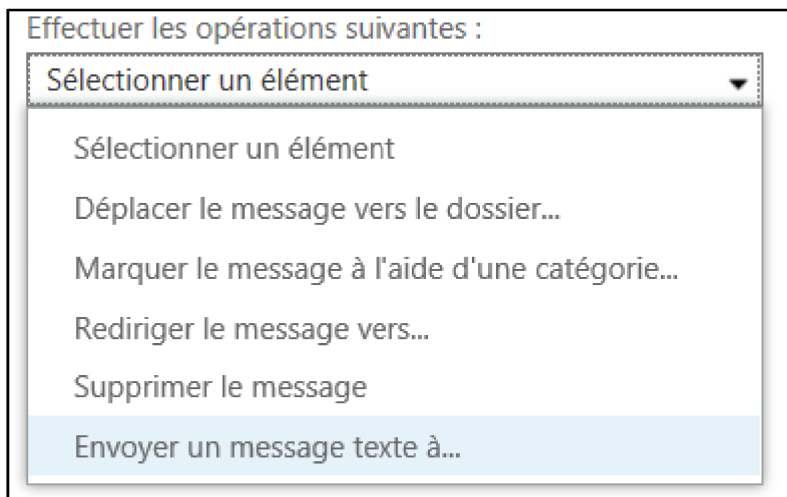 Effectuer les opérations suivantes :
Sélectionner un élément
Sélectionner un élément
Déplacer le message vers le dossier...
Marquer le message à l'aide d'une catégorie...
Rediriger le message vers...
Supprimer le message
Envoyer un message texte à...